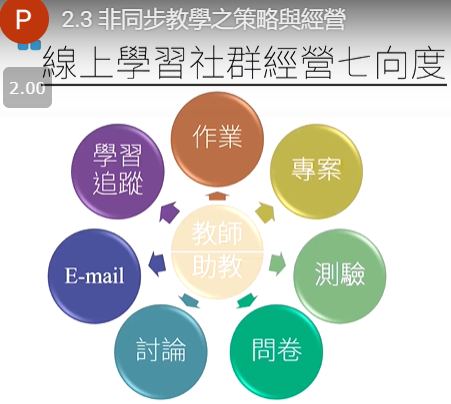 P
2.3 非同步教學之策略與經營
線上學習社群經營七向度
2.00
作業
專案
測驗
問卷
討論
E-mail
學習
追蹤
教師
助教